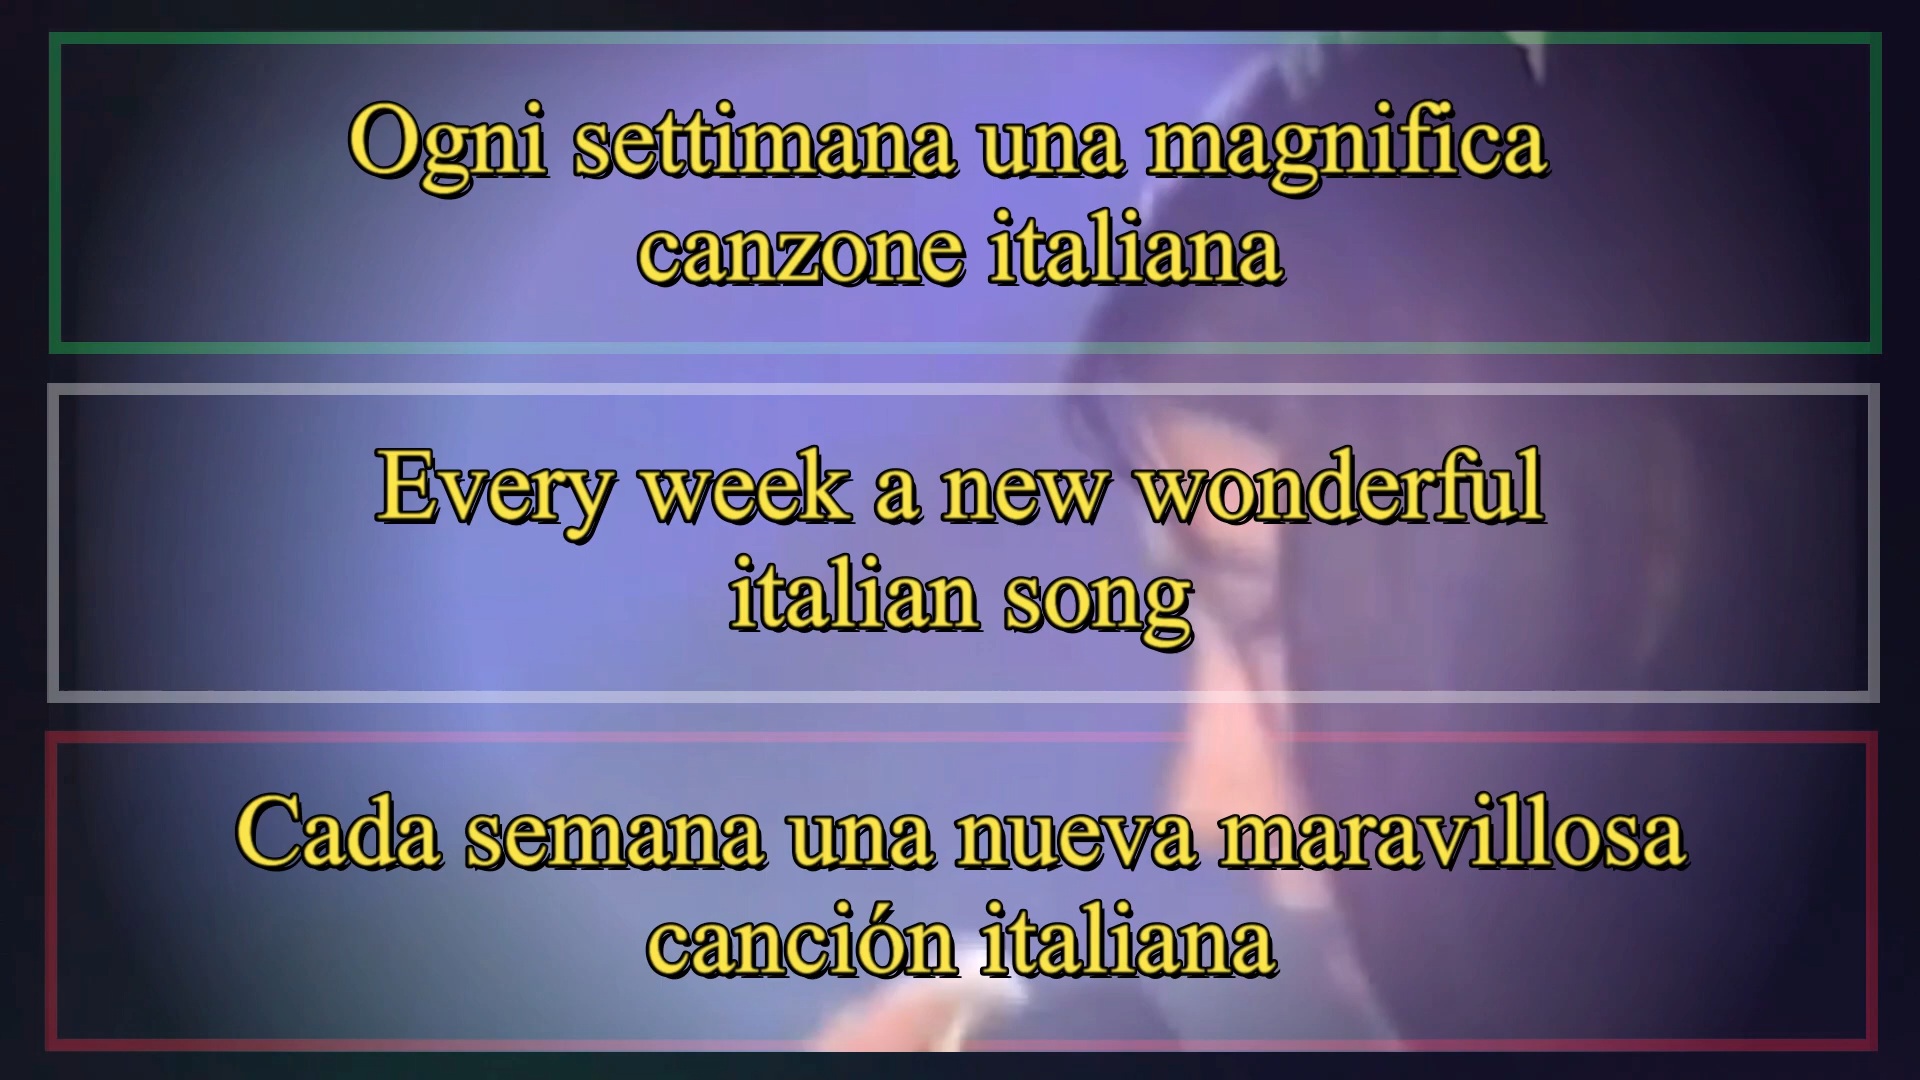 Ogni settimana una magnifica
canzone italiana
Every week a new wonderful
italian song
Cada semana una nueva maravillosa
canción italiana